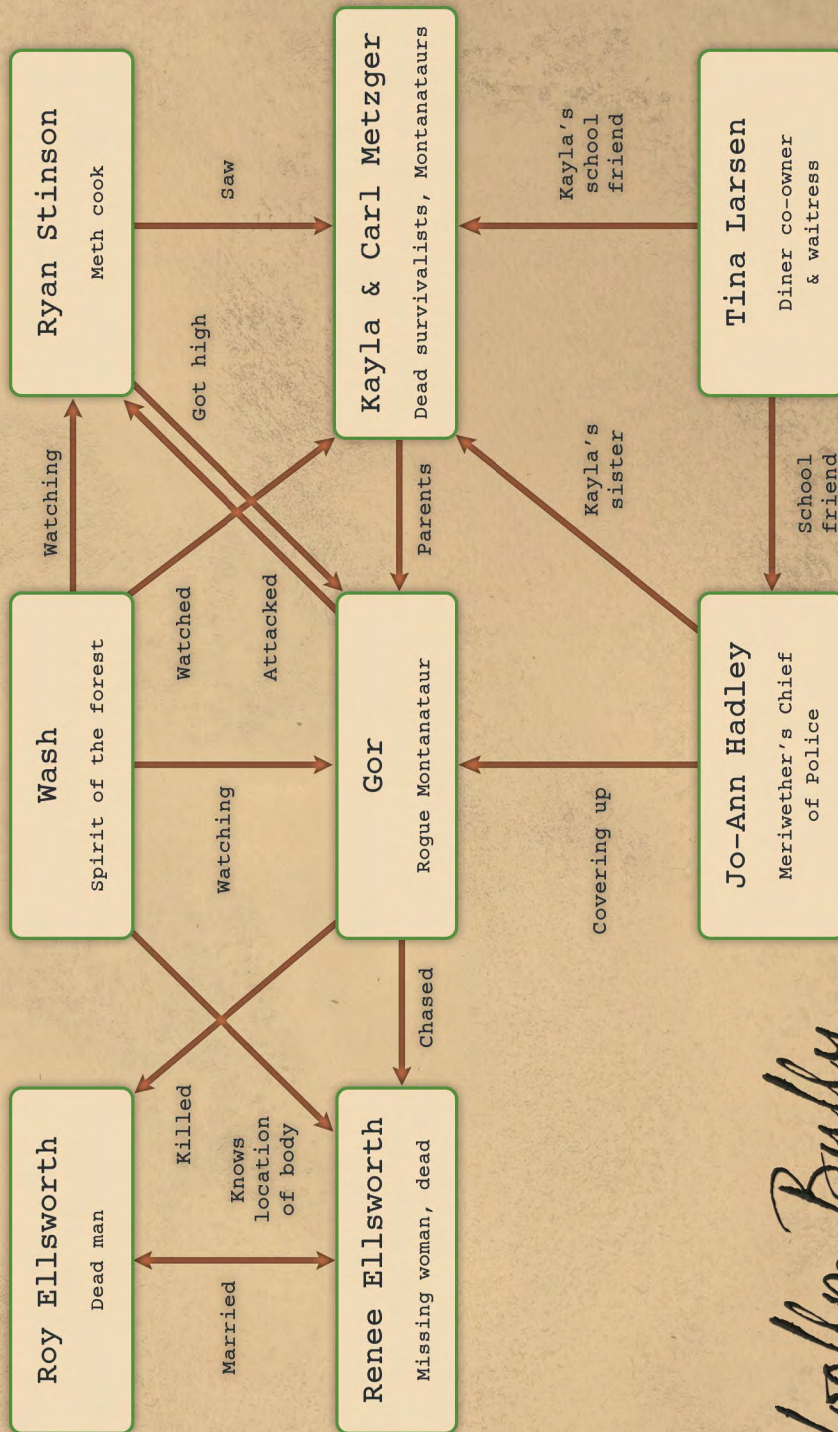 Roy Ellsworth
Dead man
Wash
Spirit of the forest
Ryan Stinson
Meth cook
Watching
Married
Killed
Knows
location
of body
Watching
Watched
Attacked
Got high
Saw
Renee Ellsworth
Missing woman, dead
Chased
Gor
Rogue Montanataur
Parents
Kayla & Carl Metzger
Dead survivalists, Montanataurs
Covering up
Kayla's
sister
Kayla's
school
friend
Jo-Ann Hadley
Meriwether's Chief
of Police
School
friend
Tina Larsen
Diner co-owner
& waitress